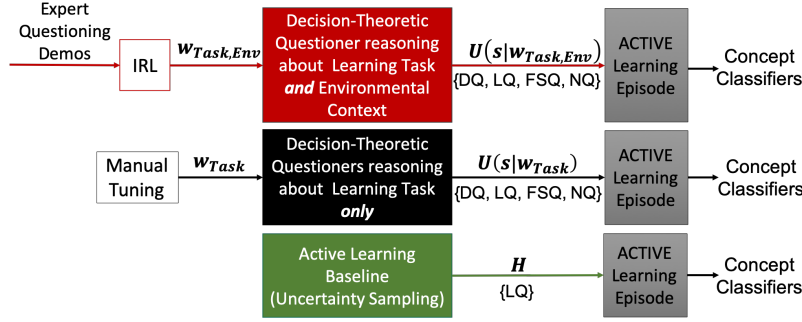 Expert
Questioning
Demos
IRL
w_Task,Env
Decision-Theoretic
Questioner reasoning
about Learning Task
and Environmental
Context
U(s|w_Task,Env)
{DQ, LQ, FSQ, NQ}
ACTIVE
Learning
Episode
Concept
Classifiers
Manual
Tuning
w_Task
Decision-Theoretic
Questioners reasoning
about Learning Task
only
U(s|w_Task)
{DQ, LQ, FSQ, NQ}
ACTIVE
Learning
Episode
Concept
Classifiers
Active Learning
Baseline
(Uncertainty Sampling)
H
{LQ}
ACTIVE
Learning
Episode
Concept
Classifiers